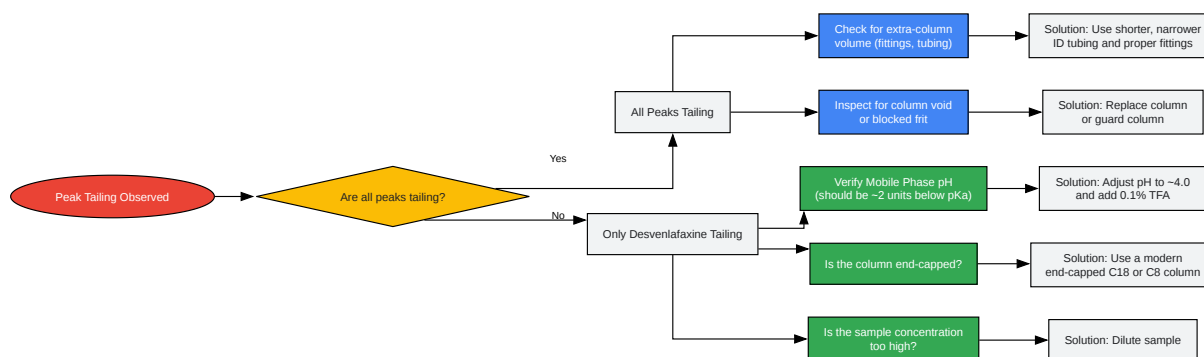 Check for extra-column
volume (fittings, tubing)
Solution: Use shorter, narrower
ID tubing and proper fittings
All Peaks Tailing
Inspect for column void
or blocked frit
Solution: Replace column
or guard column
Yes
Peak Tailing Observed
Are all peaks tailing?
Verify Mobile Phase pH
(should be ~2 units below pKa)
Solution: Adjust pH to ~4.0
and add 0.1% TFA
No
Only Desvenlafaxine Tailing
Is the column end-capped?
Solution: Use a modern
end-capped C18 or C8 column
Is the sample concentration
too high?
Solution: Dilute sample